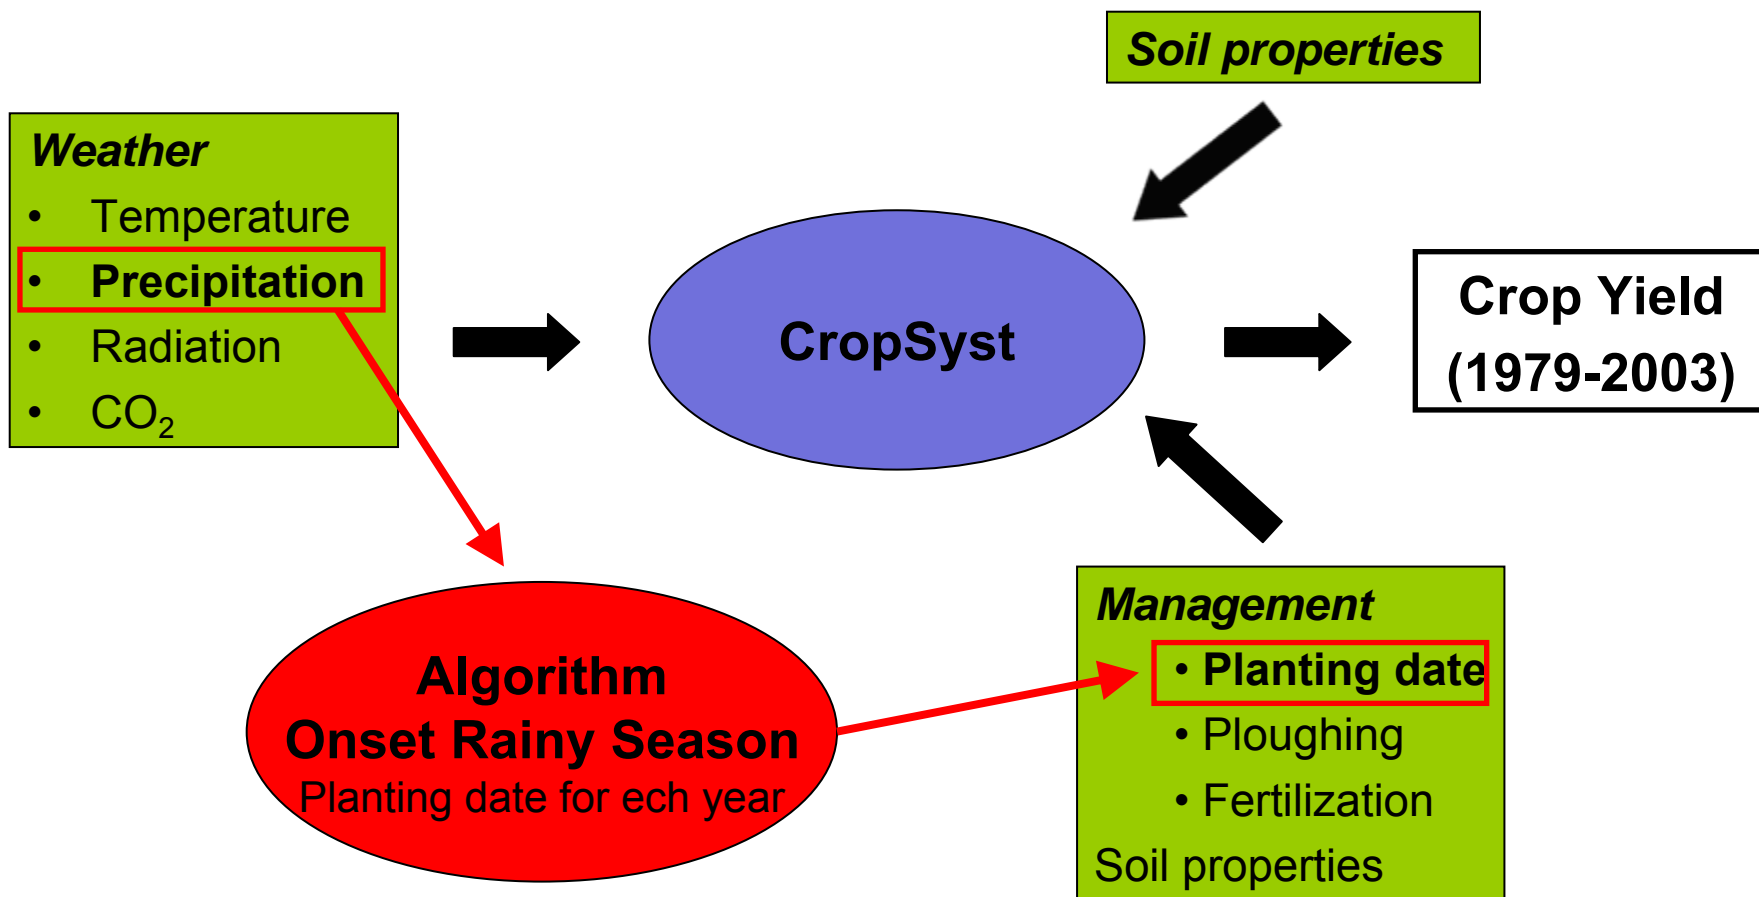 Soil properties
Weather
• Temperature
• Precipitation
• Radiation
• CO₂
CropSyst
Crop Yield
(1979-2003)
Algorithm
Onset Rainy Season
Planting date for ech year
Management
• Planting date
• Ploughing
• Fertilization
Soil properties